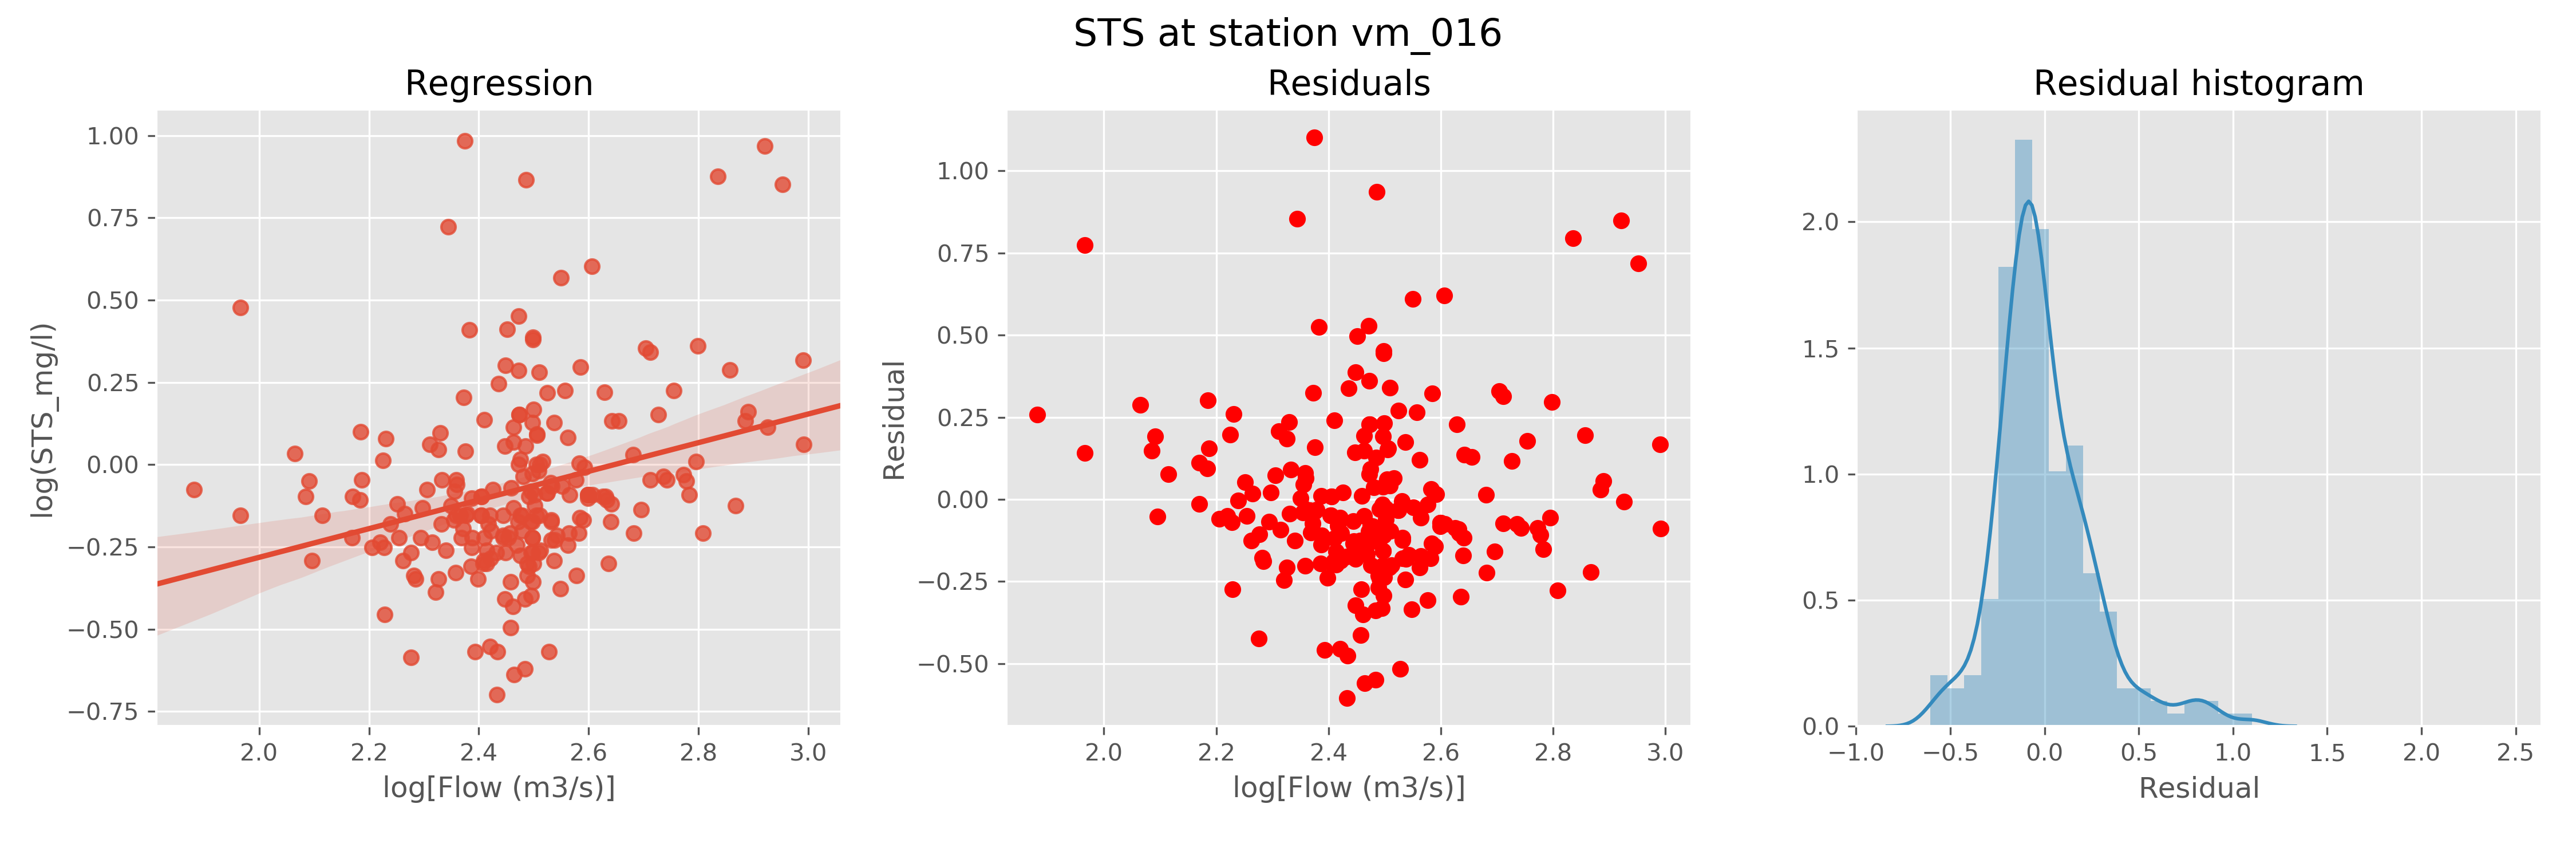 STS at station vm_016
Regression
1.00
0.75
0.50
0.25
0.00
−0.25
−0.50
−0.75
log(STS_mg/l)
2.0 2.2 2.4 2.6 2.8 3.0
log[Flow (m3/s)]
Residuals
1.00
0.75
0.50
0.25
0.00
−0.25
−0.50
Residual
2.0 2.2 2.4 2.6 2.8 3.0
log[Flow (m3/s)]
Residual histogram
2.0
1.5
1.0
0.5
0.0
−1.0 −0.5 0.0 0.5 1.0 1.5 2.0 2.5
Residual